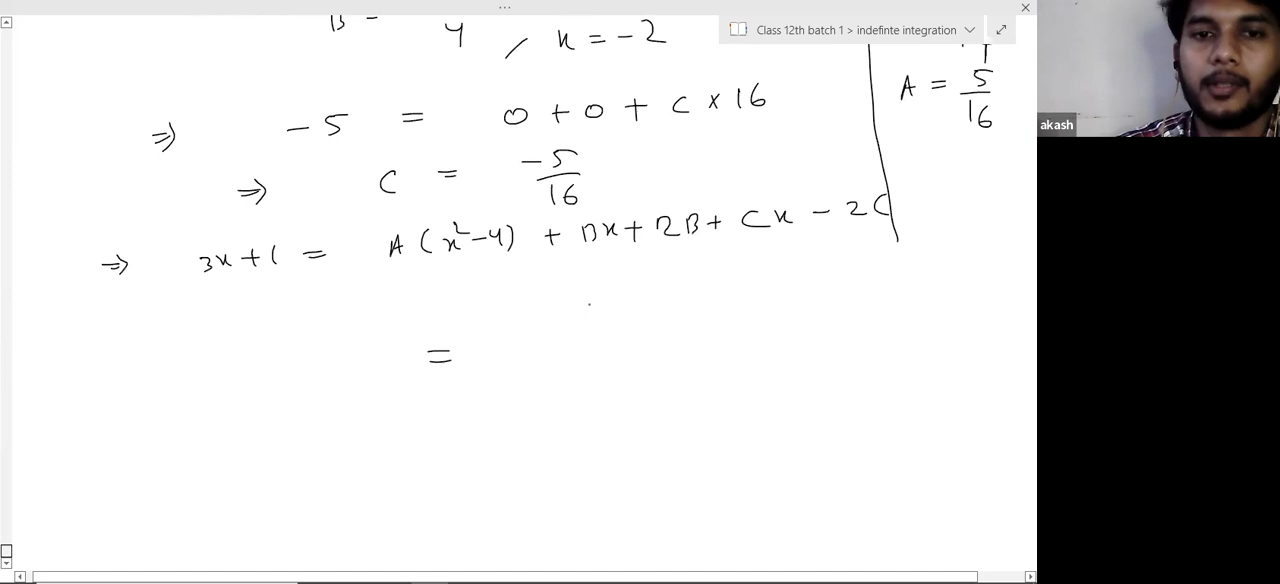 Class 12th batch 1 > indefinte integration
B =
4 , x = -2
A = 5/16
akash
⇒ -5 = 0 + 0 + C × 16
⇒ C = -5/16
⇒ 3x+1 = A(x²-4) + Bx + 2B + Cx - 2C
=